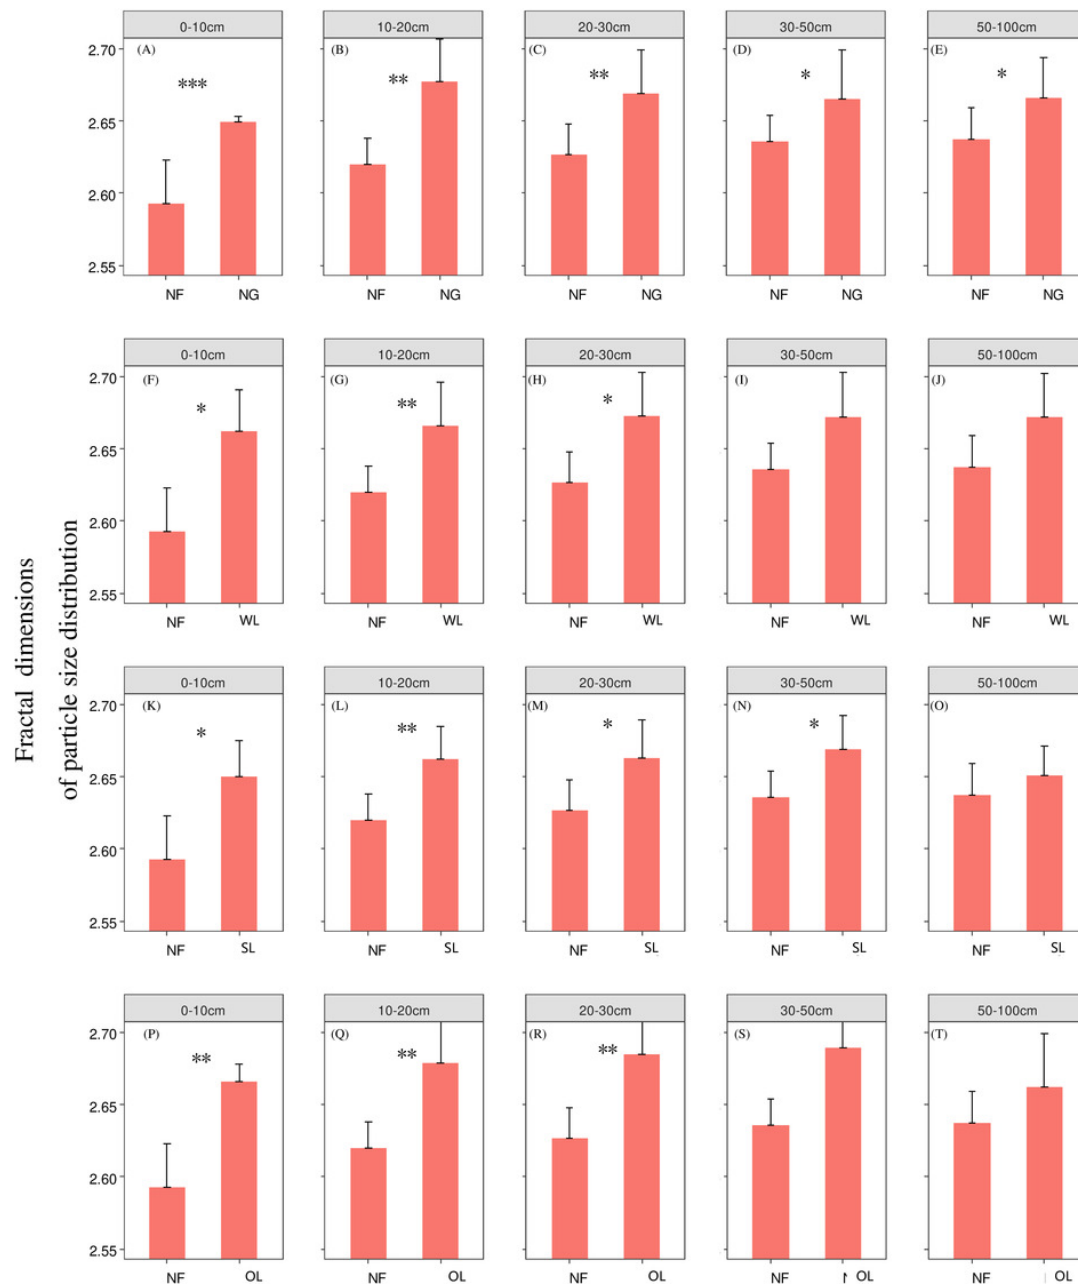 0-10cm 10-20cm 20-30cm 30-50cm 50-100cm
(A) (B) (C) (D) (E)
*** ** ** * *
2.70
2.65
2.60
2.55
NF NG NF NG NF NG NF NG NF NG
0-10cm 10-20cm 20-30cm 30-50cm 50-100cm
(F) (G) (H) (I) (J)
* ** *
2.70
2.65
2.60
2.55
NF WL NF WL NF WL NF WL NF WL
Fractal dimensions
of particle size distribution
0-10cm 10-20cm 20-30cm 30-50cm 50-100cm
(K) (L) (M) (N) (O)
* ** * *
2.70
2.65
2.60
2.55
NF SL NF SL NF SL NF SL NF SL
0-10cm 10-20cm 20-30cm 30-50cm 50-100cm
(P) (Q) (R) (S) (T)
** ** **
2.70
2.65
2.60
2.55
NF OL NF OL NF OL NF OL NF OL